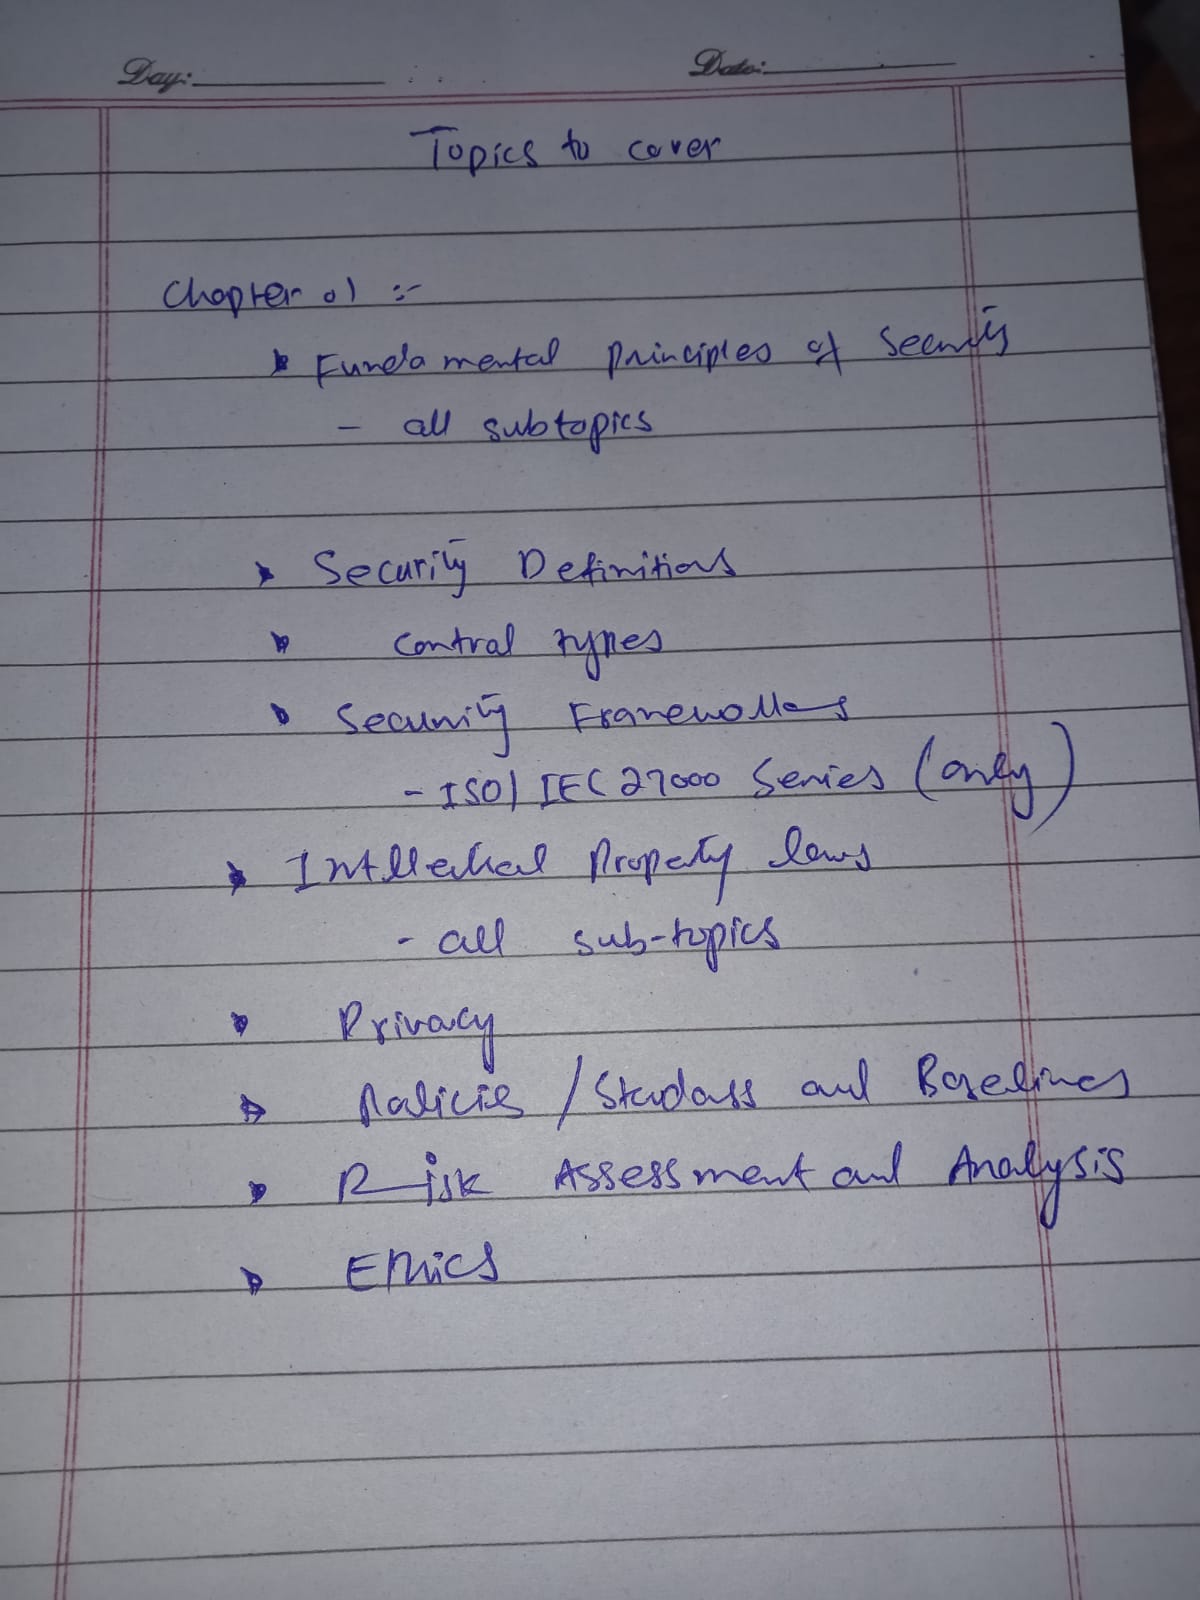 Day:
Date:
Topics to cover
Chapter 01 :-
Fundamental principles of Security
- all subtopics
Security Definitions
Control types
Security Frameworks
- ISO/IEC 27000 Series (only)
Intellectual Property laws
- all sub-topics
Privacy
Policies / Standards and Baselines
Risk Assessment and Analysis
Ethics